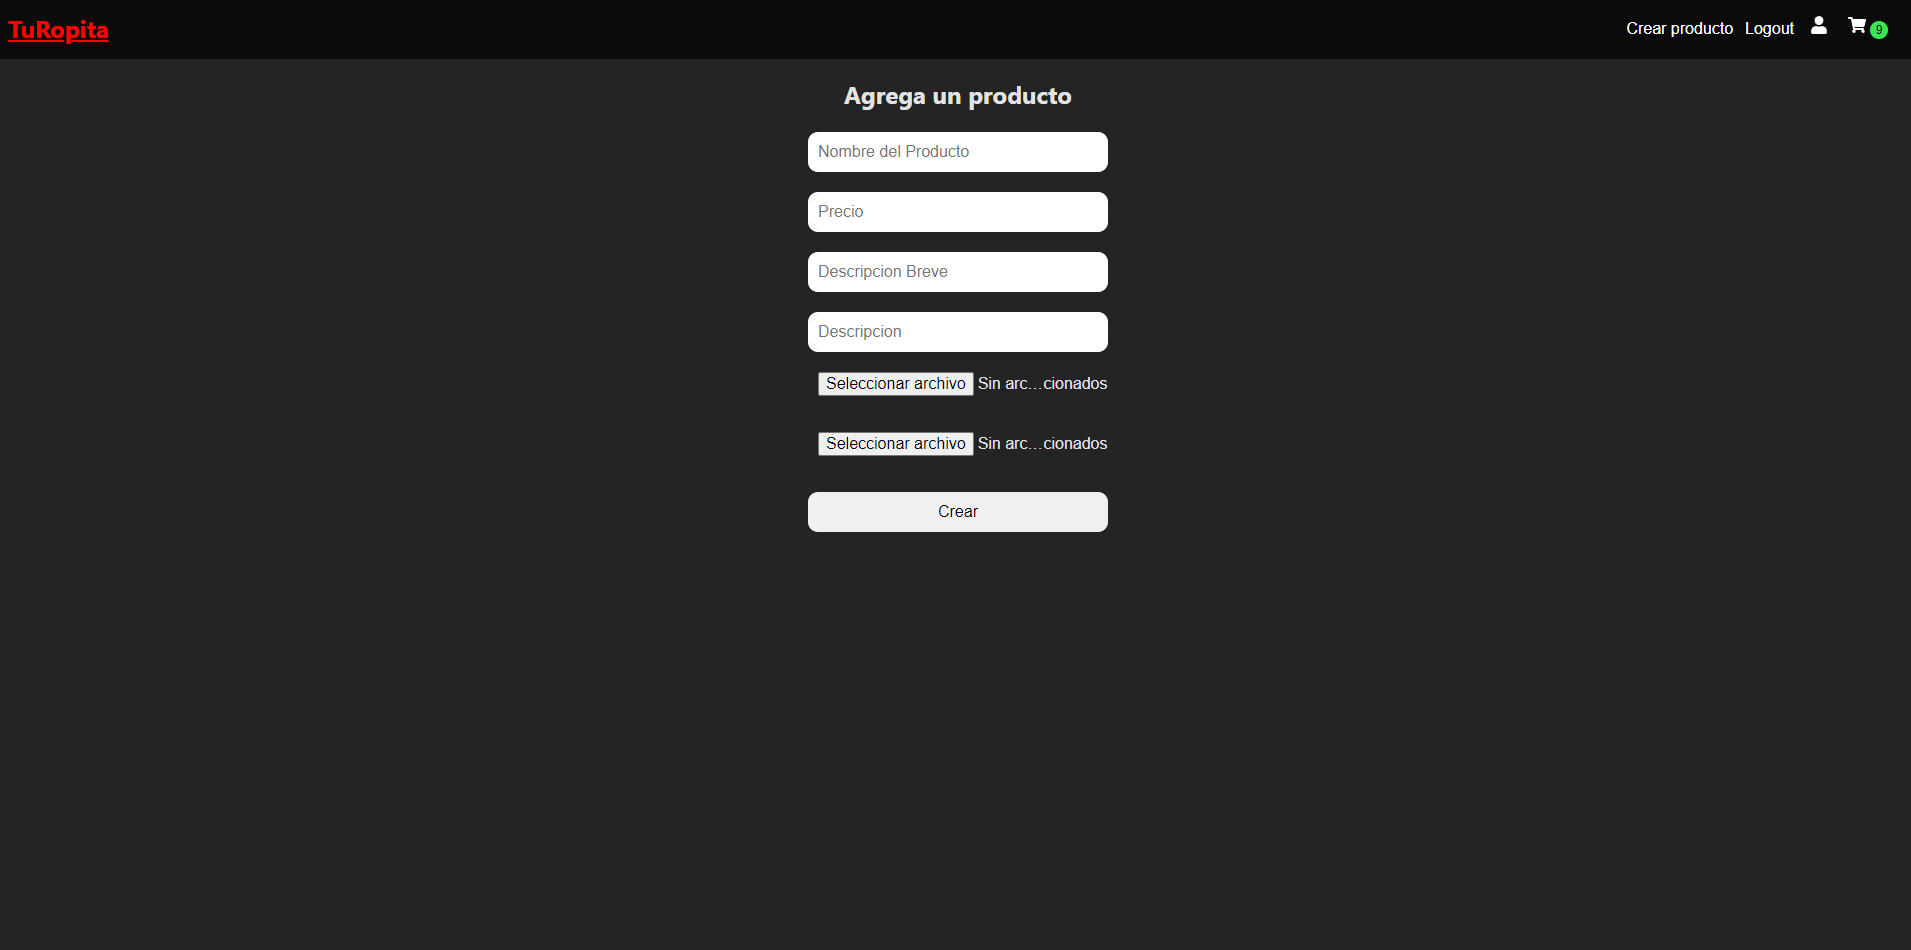 TuRopita
Crear producto Logout 9
Agrega un producto
Nombre del Producto
Precio
Descripcion Breve
Descripcion
Seleccionar archivo Sin arc...cionados
Seleccionar archivo Sin arc...cionados
Crear